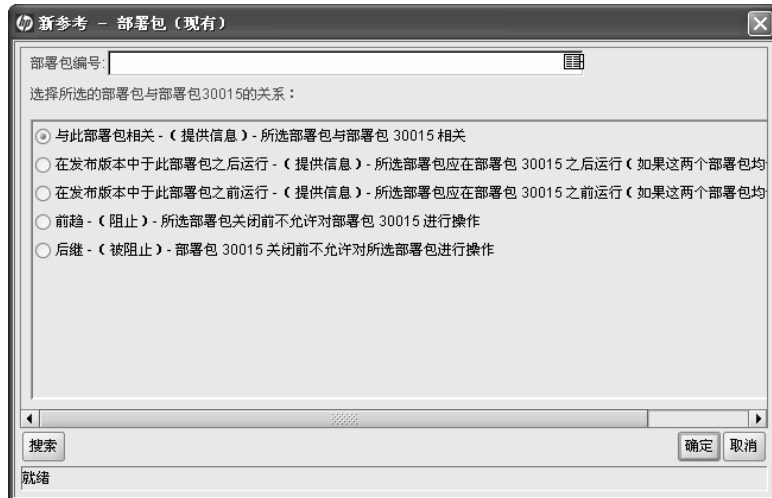 新参考 - 部署包（现有）
部署包编号:
选择所选的部署包与部署包30015的关系：
与此部署包相关 -（提供信息）- 所选部署包与部署包 30015 相关
在发布版本中于此部署包之后运行 -（提供信息）- 所选部署包应在部署包 30015 之后运行（如果这两个部署包均
在发布版本中于此部署包之前运行 -（提供信息）- 所选部署包应在部署包 30015 之前运行（如果这两个部署包均
前趋 -（阻止）- 所选部署包关闭前不允许对部署包 30015 进行操作
后继 -（被阻止）- 部署包 30015 关闭前不允许对所选部署包进行操作
搜索 确定 取消
就绪